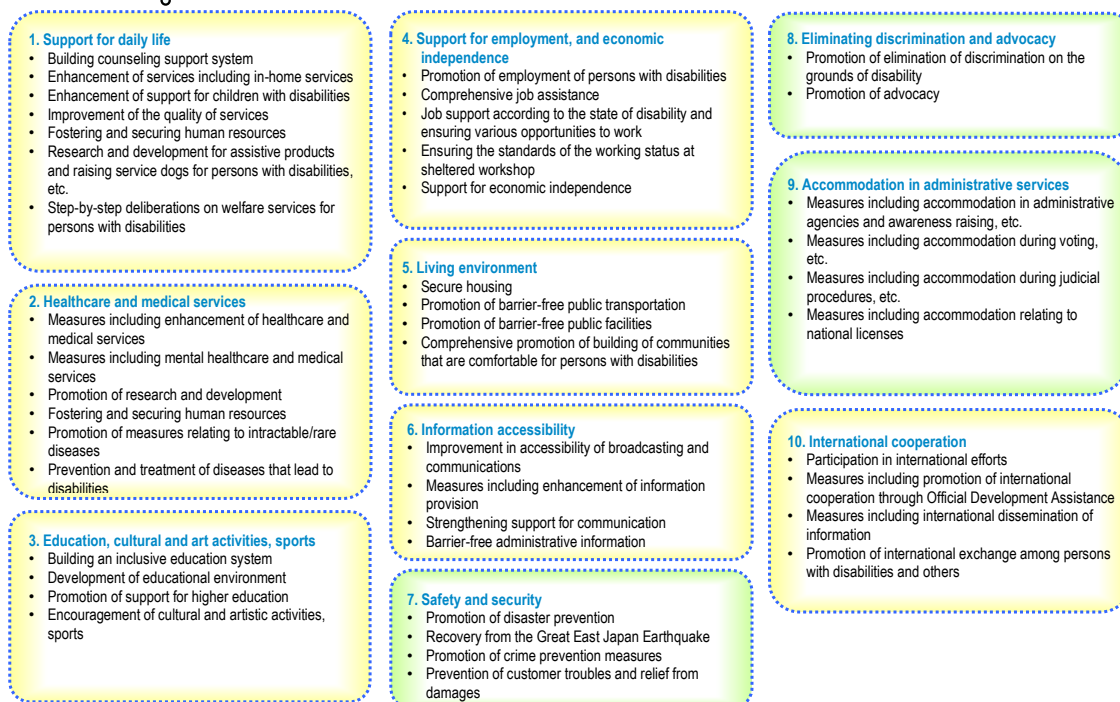 1. Support for daily life
• Building counseling support system
• Enhancement of services including in-home services
• Enhancement of support for children with disabilities
• Improvement of the quality of services
• Fostering and securing human resources
• Research and development for assistive products
and raising service dogs for persons with disabilities,
etc.
• Step-by-step deliberations on welfare services for
persons with disabilities
2. Healthcare and medical services
• Measures including enhancement of healthcare and
medical services
• Measures including mental healthcare and medical
services
• Promotion of research and development
• Fostering and securing human resources
• Promotion of measures relating to intractable/rare
diseases
• Prevention and treatment of diseases that lead to
disabilities
3. Education, cultural and art activities, sports
• Building an inclusive education system
• Development of educational environment
• Promotion of support for higher education
• Encouragement of cultural and artistic activities,
sports
4. Support for employment, and economic
independence
• Promotion of employment of persons with disabilities
• Comprehensive job assistance
• Job support according to the state of disability and
ensuring various opportunities to work
• Ensuring the standards of the working status at
sheltered workshop
• Support for economic independence
5. Living environment
• Secure housing
• Promotion of barrier-free public transportation
• Promotion of barrier-free public facilities
• Comprehensive promotion of building of communities
that are comfortable for persons with disabilities
6. Information accessibility
• Improvement in accessibility of broadcasting and
communications
• Measures including enhancement of information
provision
• Strengthening support for communication
• Barrier-free administrative information
7. Safety and security
• Promotion of disaster prevention
• Recovery from the Great East Japan Earthquake
• Promotion of crime prevention measures
• Prevention of customer troubles and relief from
damages
8. Eliminating discrimination and advocacy
• Promotion of elimination of discrimination on the
grounds of disability
• Promotion of advocacy
9. Accommodation in administrative services
• Measures including accommodation in administrative
agencies and awareness raising, etc.
• Measures including accommodation during voting,
etc.
• Measures including accommodation during judicial
procedures, etc.
• Measures including accommodation relating to
national licenses
10. International cooperation
• Participation in international efforts
• Measures including promotion of international
cooperation through Official Development Assistance
• Measures including international dissemination of
information
• Promotion of international exchange among persons
with disabilities and others